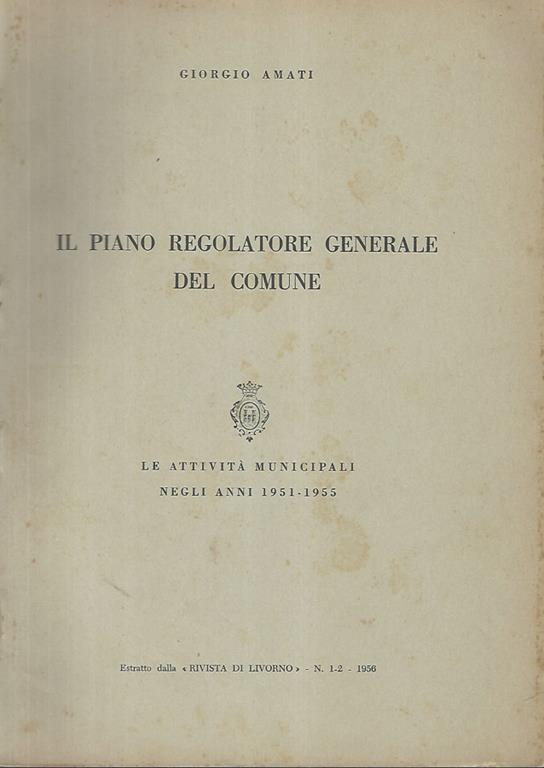 GIORGIO AMATI
IL PIANO REGOLATORE GENERALE
DEL COMUNE
LE ATTIVITÀ MUNICIPALI
NEGLI ANNI 1951-1955
Estratto dalla « RIVISTA DI LIVORNO » - N. 1-2 - 1956